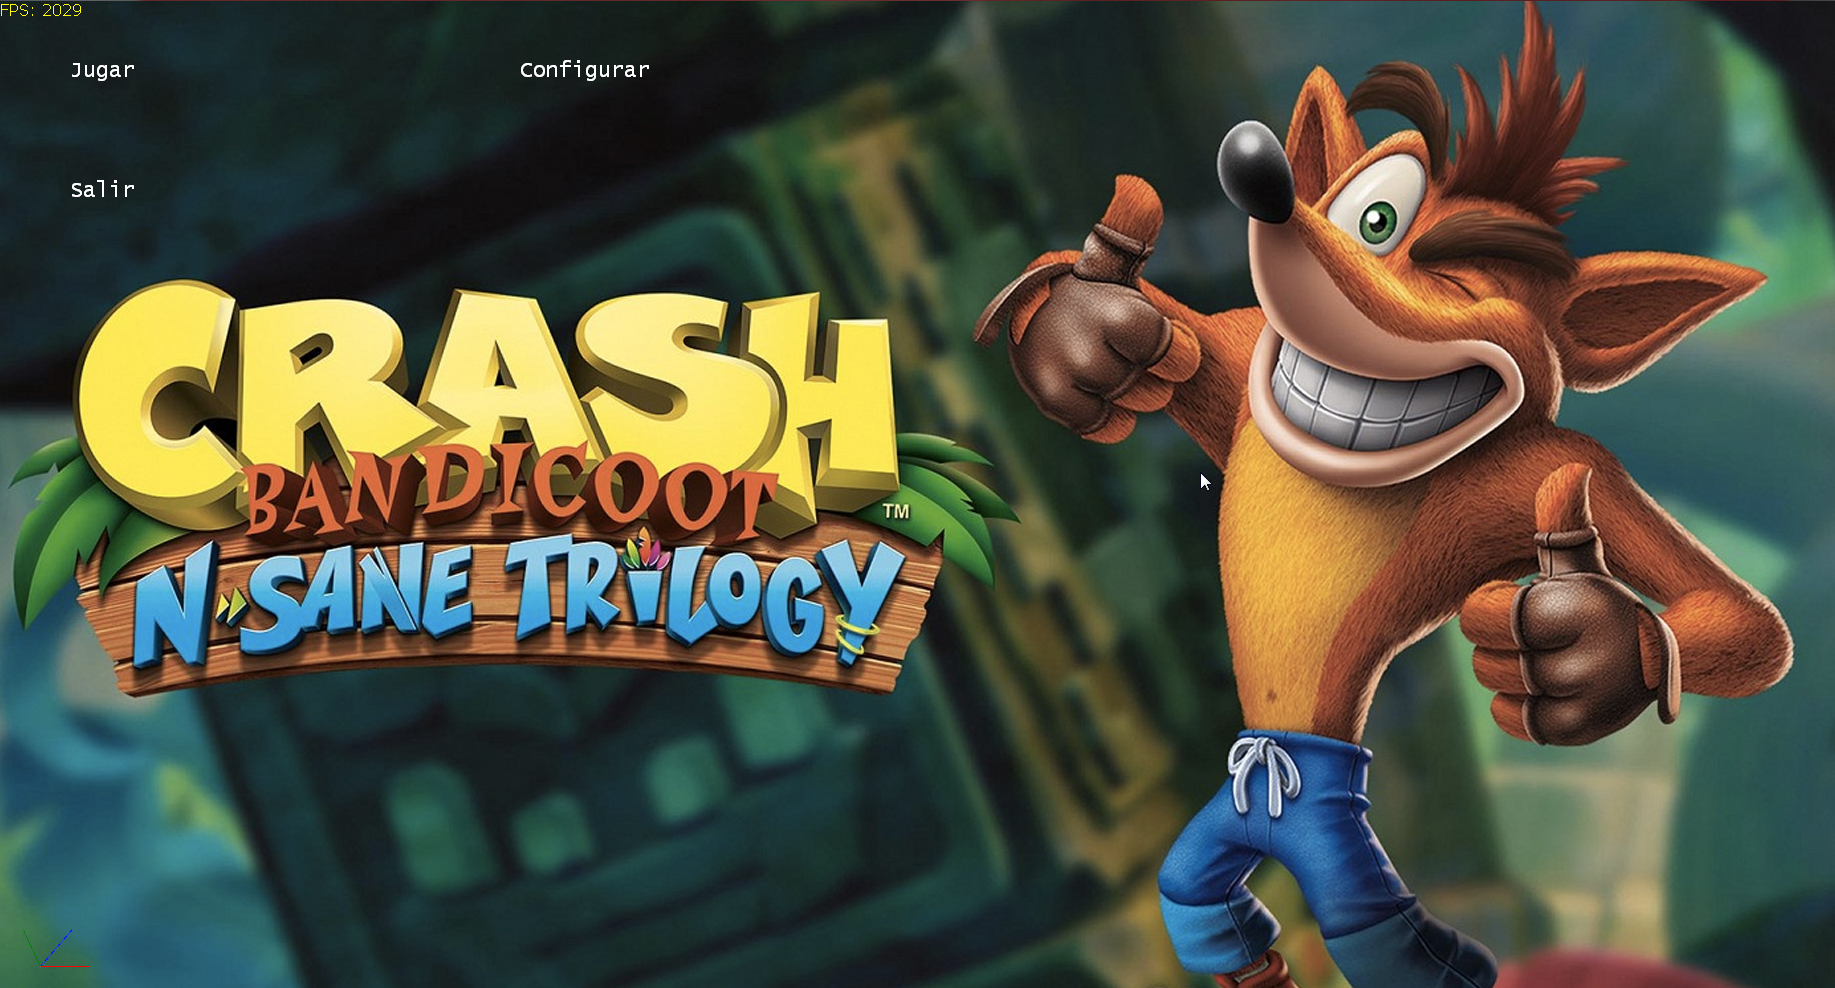 FPS: 2029
Jugar
Configurar
Salir
CRASH
BANDICOOT
TM
N. SANE TRILOGY